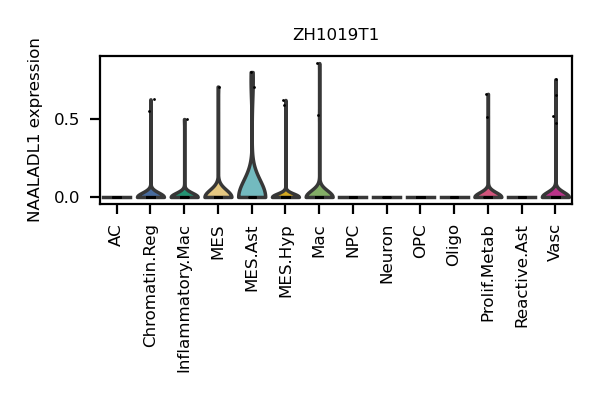 ZH1019T1
NAALADL1 expression
0.5
0.0
AC
Chromatin.Reg
Inflammatory.Mac
MES
MES.Ast
MES.Hyp
Mac
NPC
Neuron
OPC
Oligo
Prolif.Metab
Reactive.Ast
Vasc